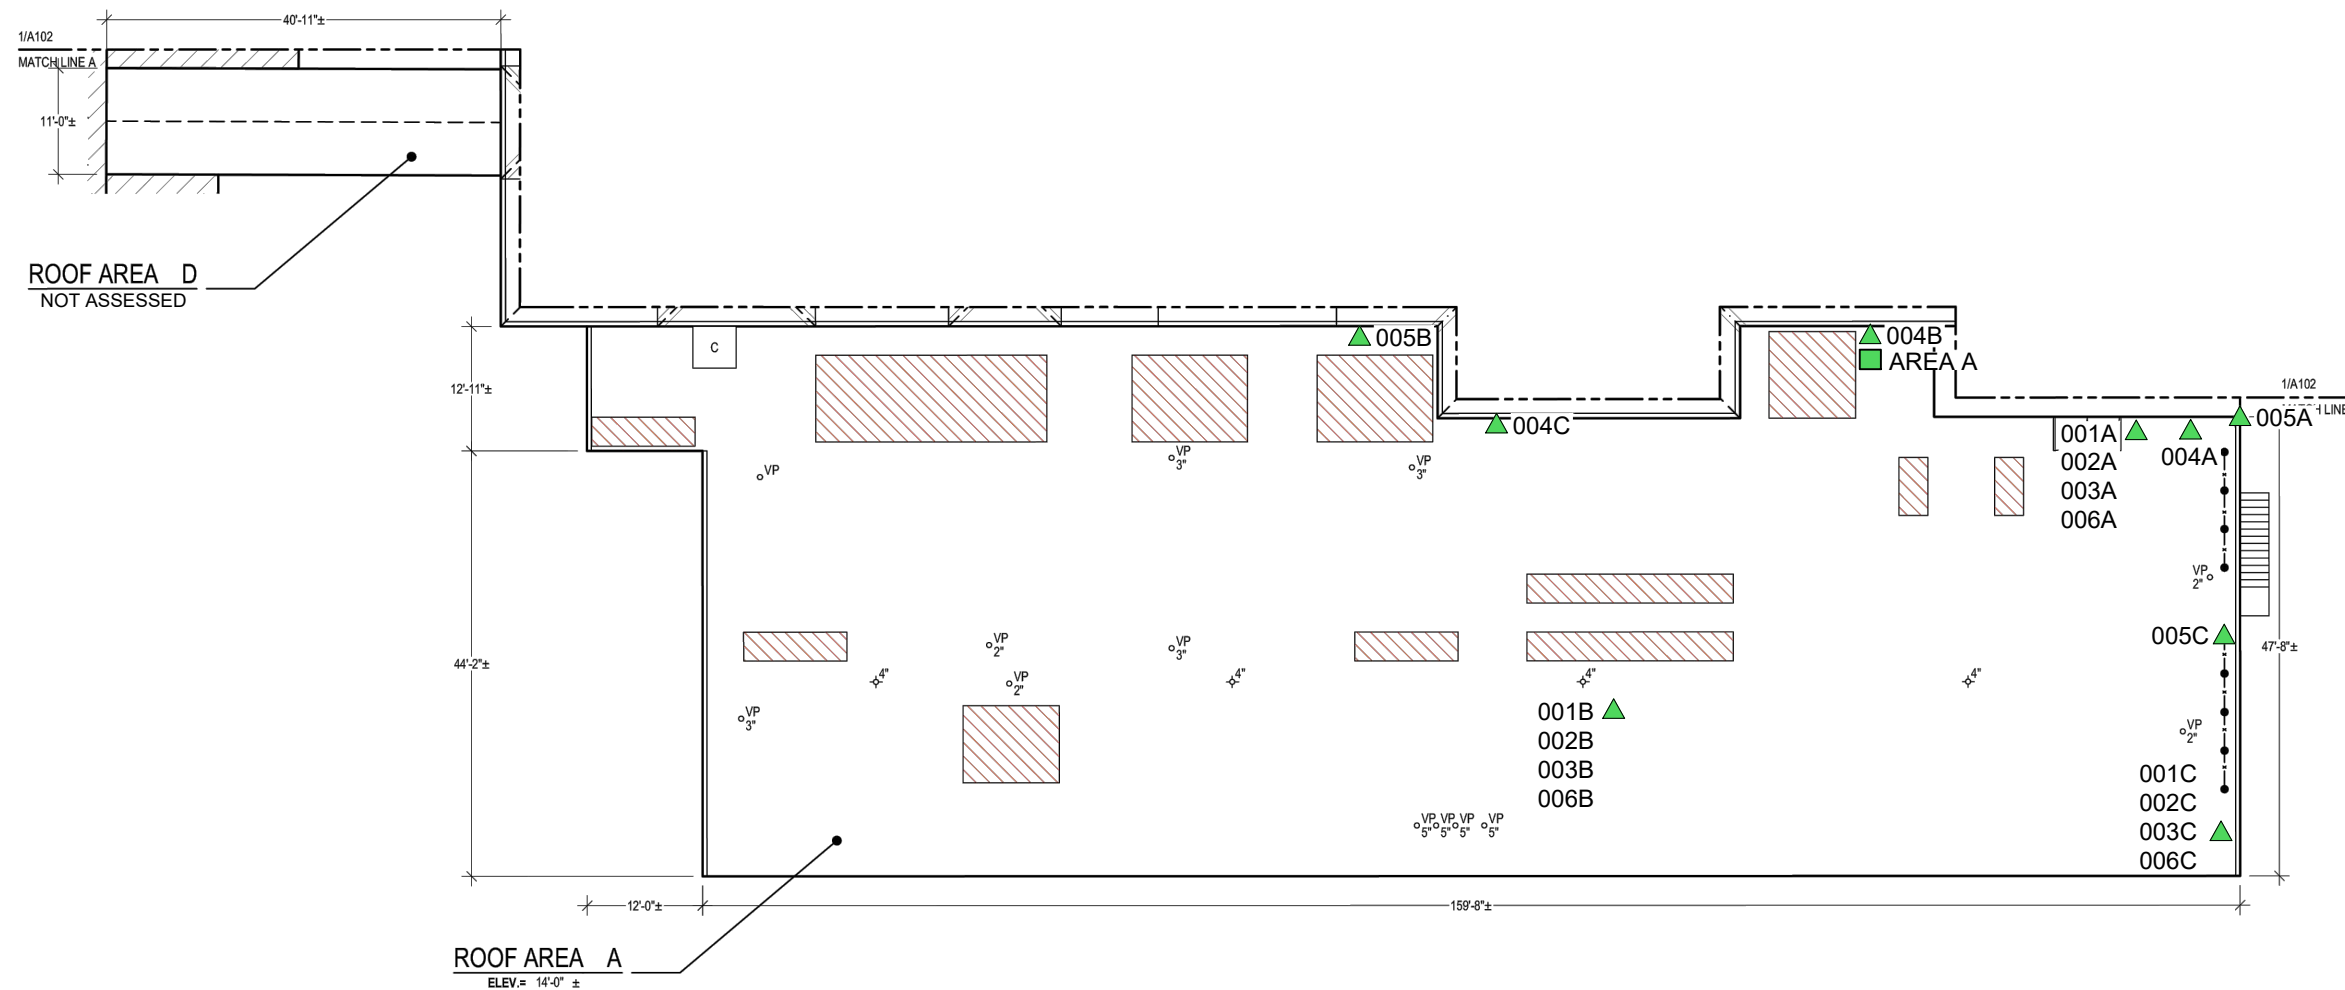 40'-11"±
1/A102
MATCH LINE A
11'-0"±
ROOF AREA D
NOT ASSESSED
C
005B
004B
AREA A
1/A102
H LINE
12'-11"±
004C
005A
001A
002A
003A
006A
004A
VP
VP
3"
VP
3"
VP
2"
005C
47'-8"±
44'-2"±
VP
2"
VP
3"
4"
VP
2"
4"
4"
4"
VP
3"
001B
002B
003B
006B
VP
2"
001C
002C
003C
006C
VP VP VP VP
5" 5" 5" 5"
12'-0"±
159'-8"±
ROOF AREA A
ELEV.= 14'-0" ±